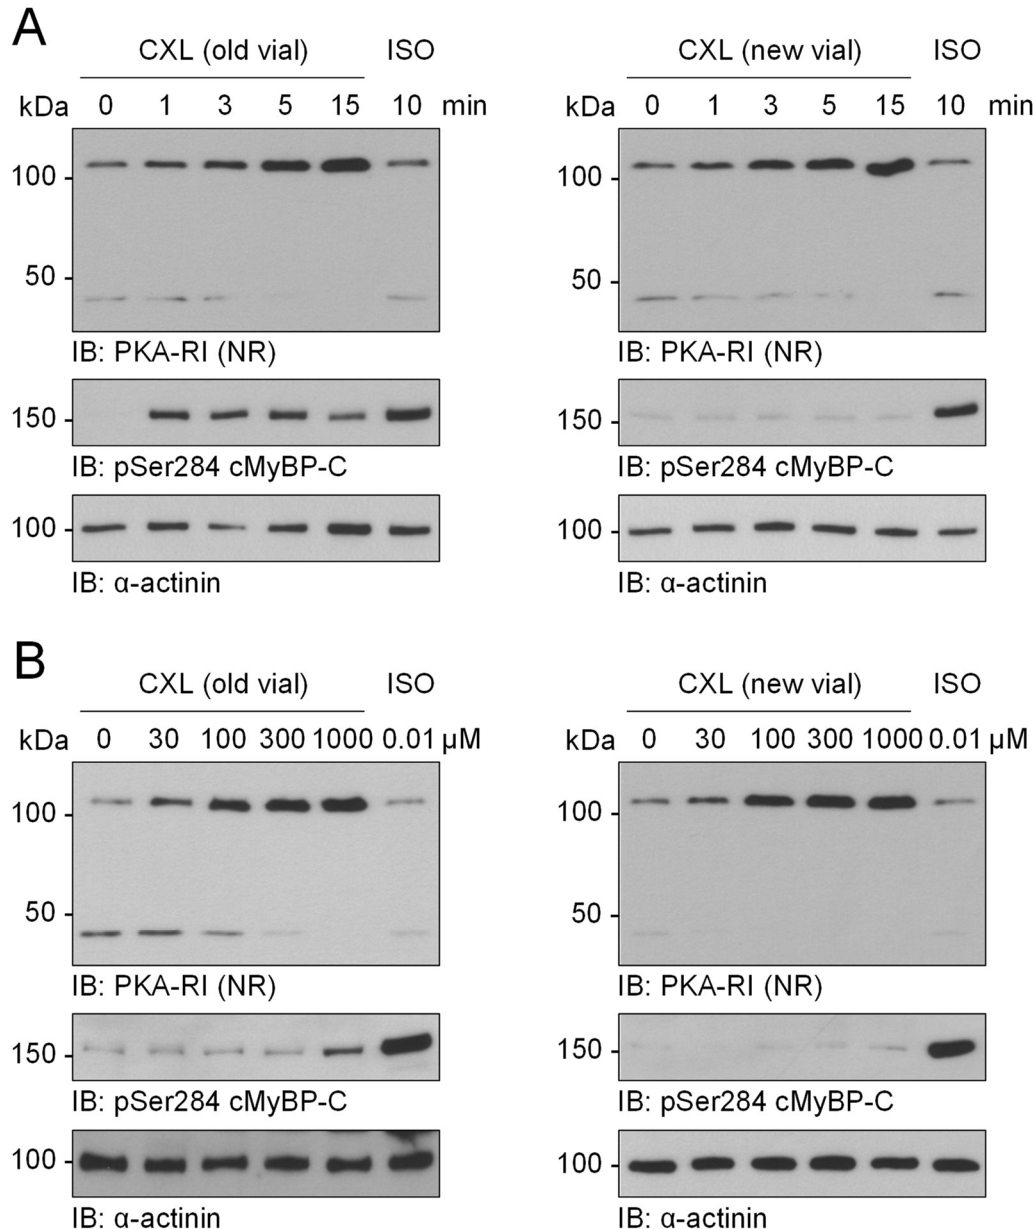 A
CXL (old vial) ISO
kDa 0 1 3 5 15 10 min
100
50
IB: PKA-RI (NR)
150
IB: pSer284 cMyBP-C
100
IB: α-actinin
CXL (new vial) ISO
kDa 0 1 3 5 15 10 min
100
50
IB: PKA-RI (NR)
150
IB: pSer284 cMyBP-C
100
IB: α-actinin
B
CXL (old vial) ISO
kDa 0 30 100 300 1000 0.01 μM
100
50
IB: PKA-RI (NR)
150
IB: pSer284 cMyBP-C
100
IB: α-actinin
CXL (new vial) ISO
kDa 0 30 100 300 1000 0.01 μM
100
50
IB: PKA-RI (NR)
150
IB: pSer284 cMyBP-C
100
IB: α-actinin